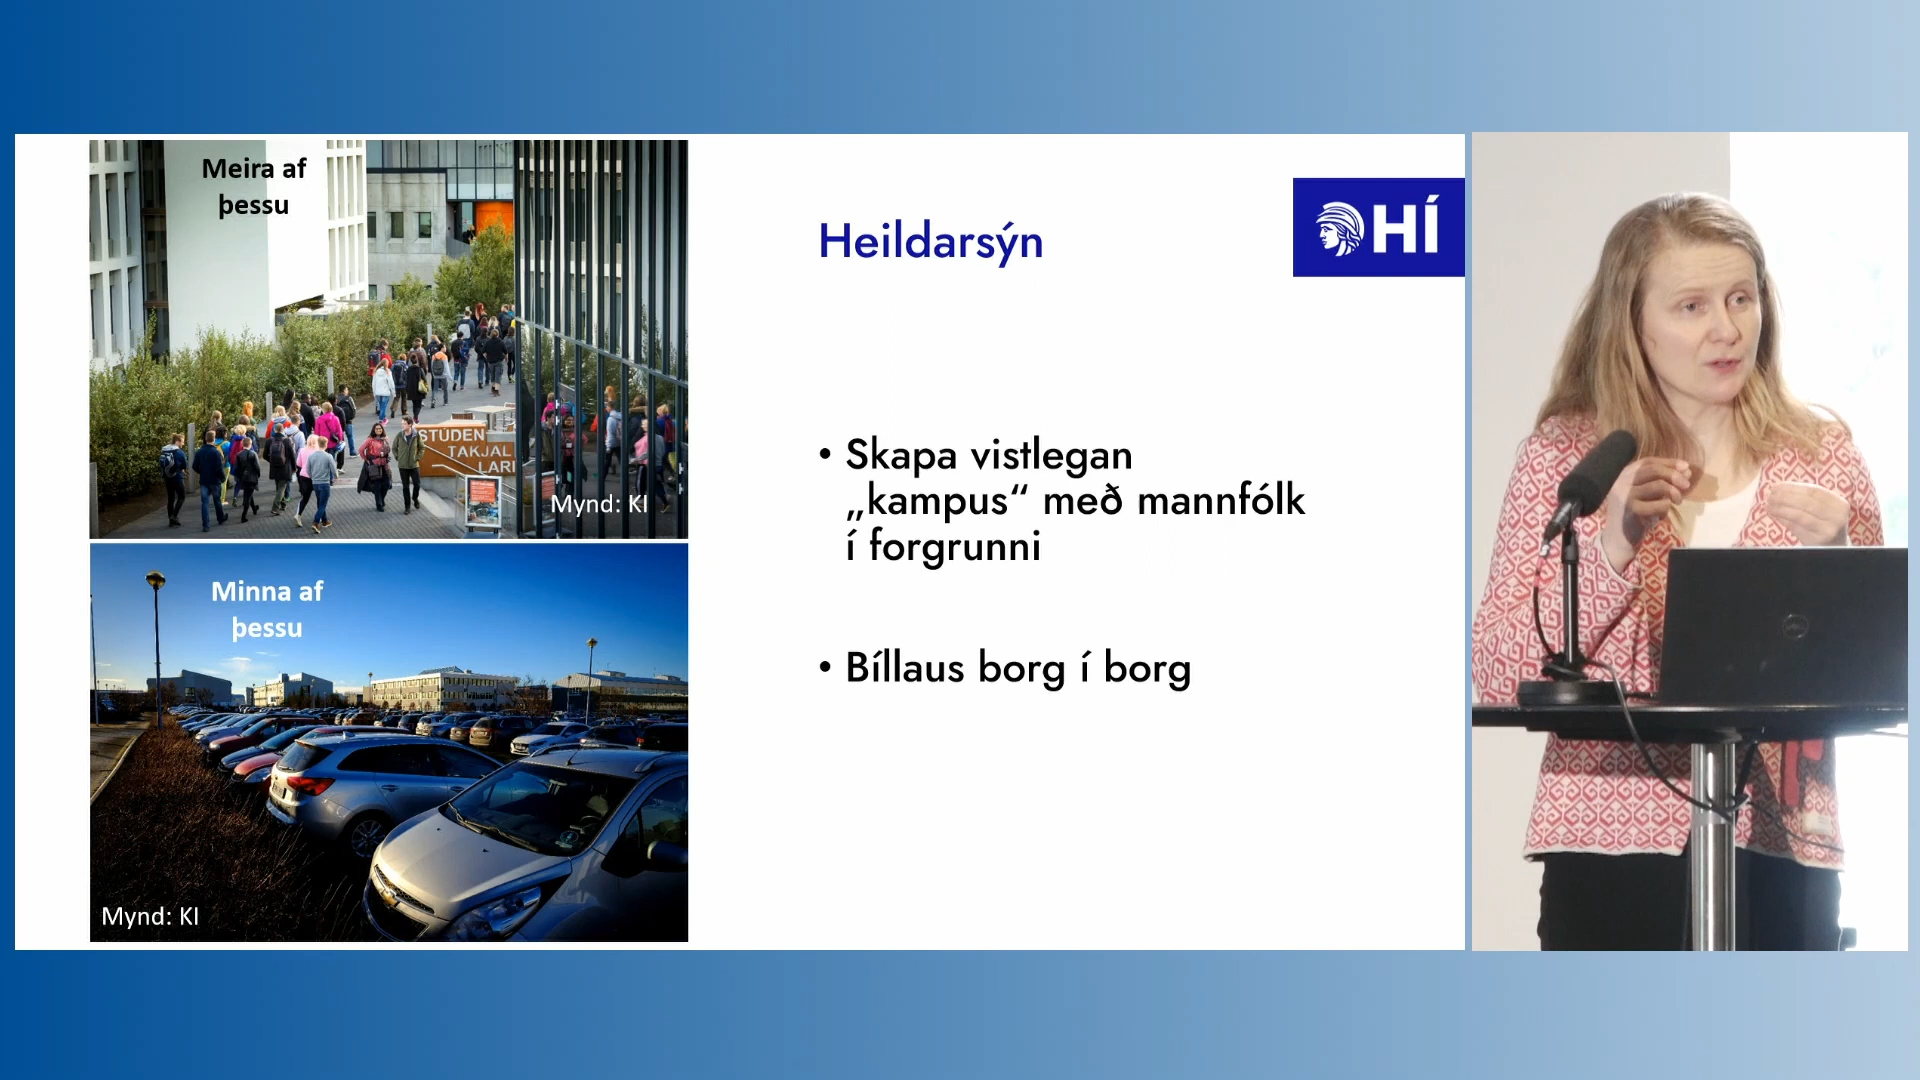 Meira af
þessu
STÚDEN
TAKJAL
LARI
Mynd: KI
Minna af
þessu
Mynd: KI
Heildarsýn
HÍ
• Skapa vistlegan
„kampus“ með mannfólk
í forgrunni
• Bíllaus borg í borg